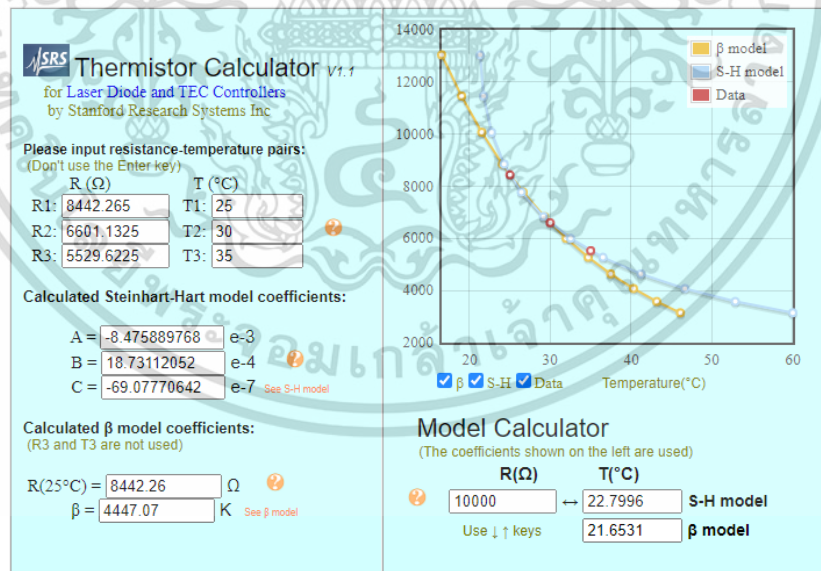 SRS Thermistor Calculator V1.1
for Laser Diode and TEC Controllers
by Stanford Research Systems Inc
Please input resistance-temperature pairs:
(Don't use the Enter key)
R (Ω) T (°C)
R1: 8442.265 T1: 25
R2: 6601.1325 T2: 30 ?
R3: 5529.6225 T3: 35
Calculated Steinhart-Hart model coefficients:
A = -8.475889768 e-3
B = 18.73112052 e-4 ?
C = -69.07770642 e-7 See S-H model
Calculated β model coefficients:
(R3 and T3 are not used)
R(25°C) = 8442.26 Ω ?
β = 4447.07 K See β model
14000
12000
10000
8000
6000
4000
2000
20 30 40 50 60
β model
S-H model
Data
β S-H Data Temperature(°C)
Model Calculator
(The coefficients shown on the left are used)
R(Ω) T(°C)
? 10000 ↔ 22.7996 S-H model
Use ↓↑ keys 21.6531 β model